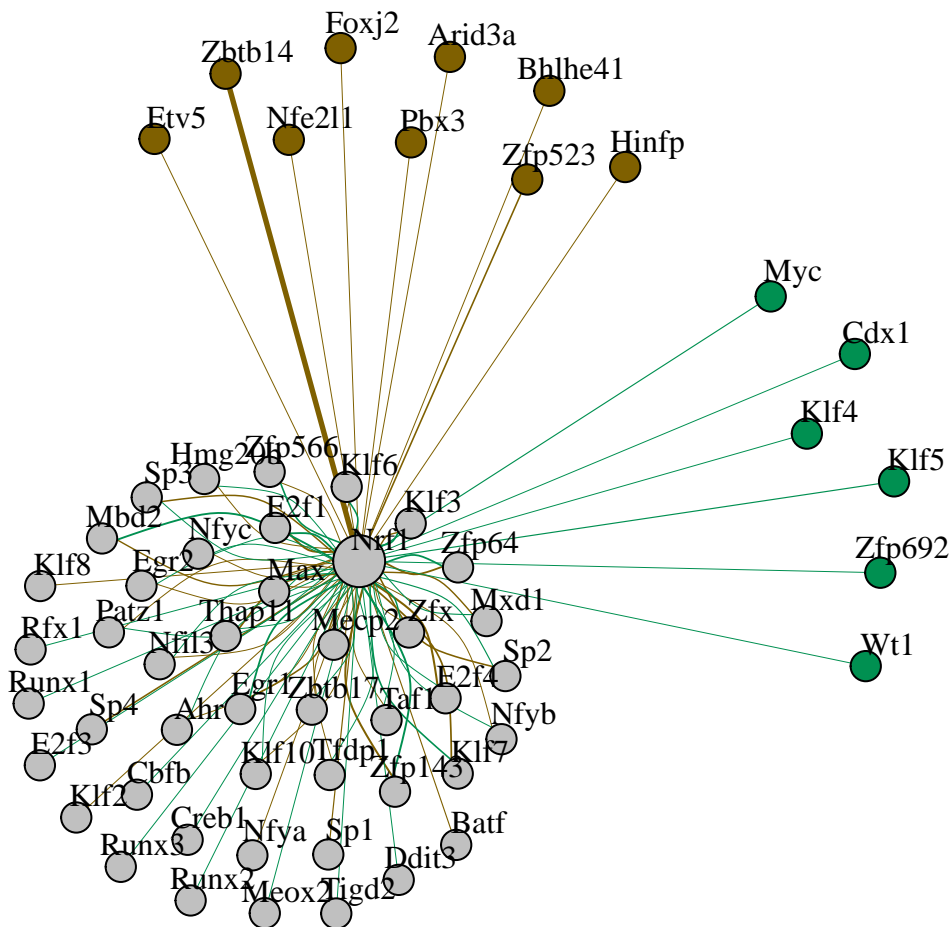 Foxj2
Arid3a
Zbtb14
Bhlhe41
Etv5
Nfe2l1
Pbx3
Zfp523
Hinfp
Myc
Cdx1
Klf4
Klf5
Zfp692
Wt1
Zfp566
Hmg20b
Klf6
Sp3
E2f1
Klf3
Mbd2
Nfyc
Nrf1
Zfp64
Klf8
Egr2
Max
Rfx1
Patz1
Thap11
Mecp2
Zfx
Mxd1
Nfil3
Sp2
Runx1
Egr1
Zbtb17
Taf1
E2f4
Sp4
Ahr
Nfyb
E2f3
Klf10
Tfdp1
Zfp143
Klf7
Klf2
Cbfb
Creb1
Nfya
Sp1
Batf
Runx3
Ddit3
Runx2
Meox2
Tigd2